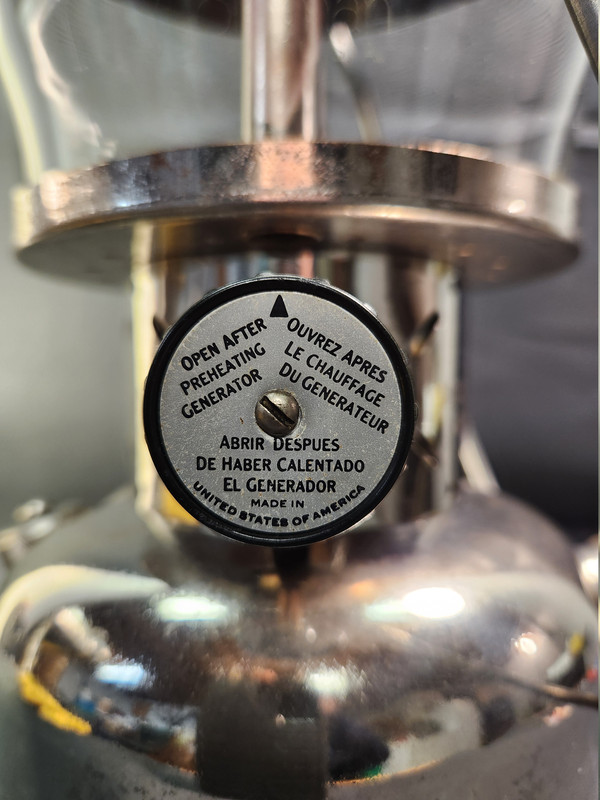 OPEN AFTER
PREHEATING
GENERATOR
OUVREZ APRES
LE CHAUFFAGE
DU GENERATEUR
ABRIR DESPUES
DE HABER CALENTADO
EL GENERADOR
MADE IN
UNITED STATES OF AMERICA